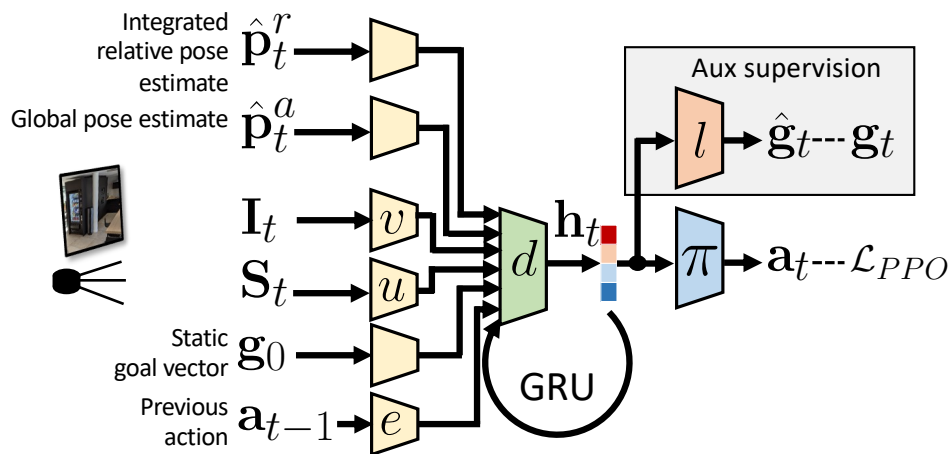 Integrated
relative pose
estimate
p̂ᵣₜ
Global pose estimate p̂ᵃₜ
Iₜ
v
Sₜ
u
Static
goal vector
g₀
Previous
action
aₜ₋₁
e
d
GRU
hₜ
Aux supervision
l
ĝₜ --- gₜ
π
aₜ --- ℒ_PPO